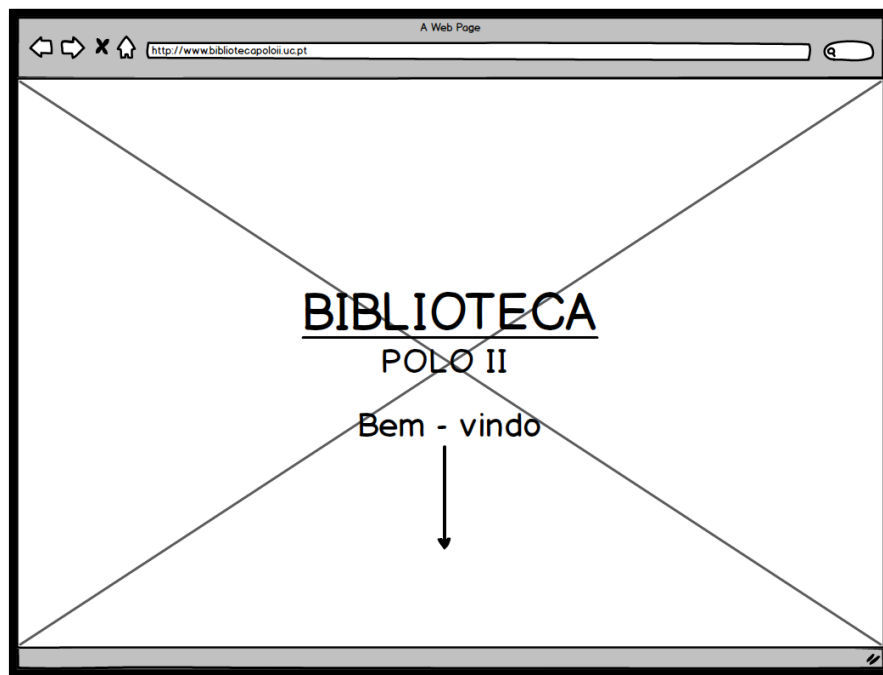 A Web Page
http://www.bibliotecapoloii.uc.pt
BIBLIOTECA
POLO II
Bem - vindo